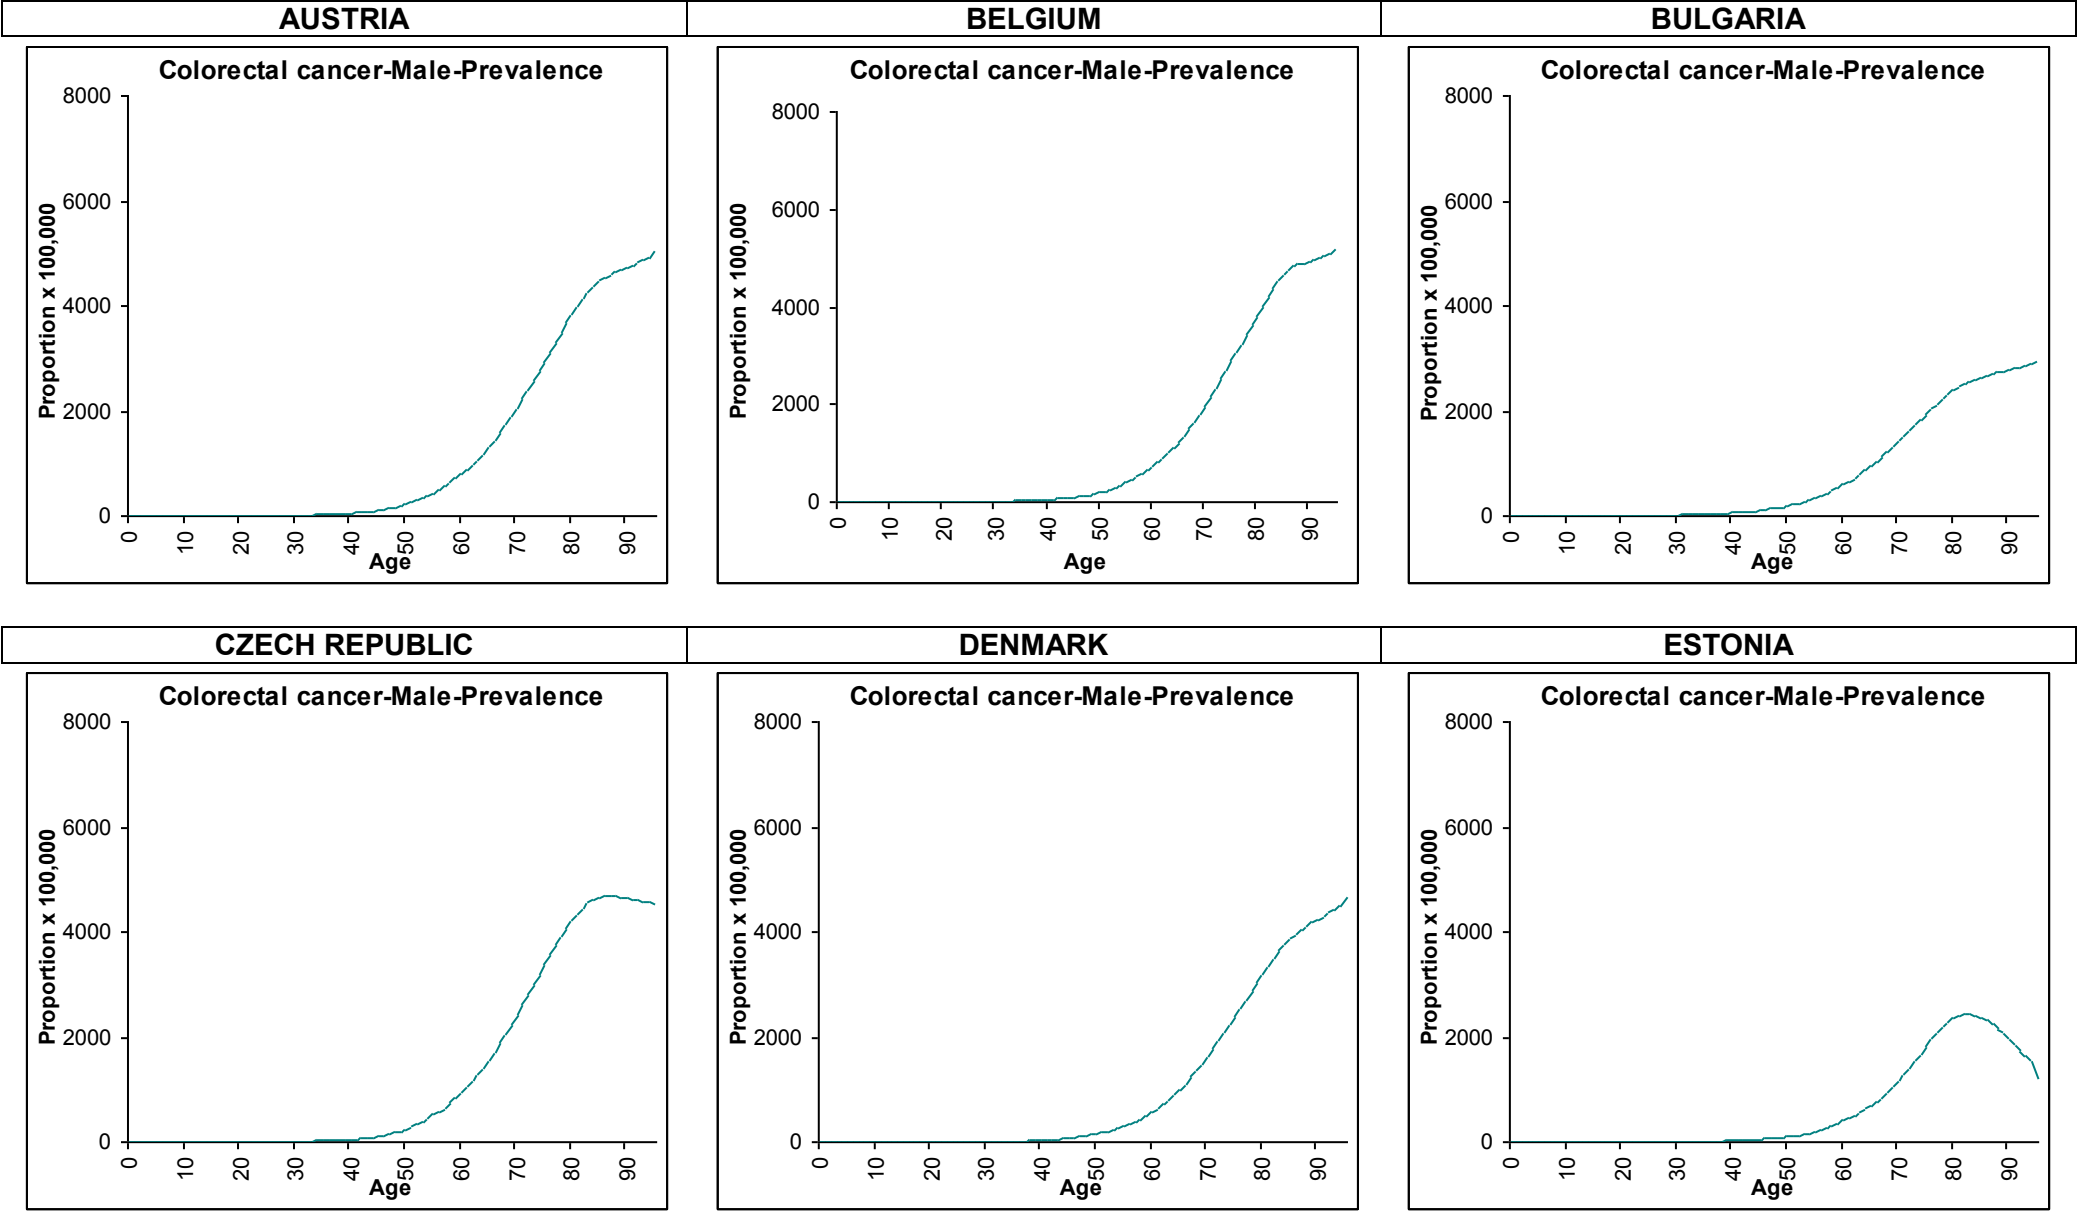 AUSTRIA BELGIUM BULGARIA
Colorectal cancer-Male-Prevalence
8000
6000
4000
2000
0
Proportion x 100,000
0 10 20 30 40 50 60 70 80 90
Age
Colorectal cancer-Male-Prevalence
8000
6000
4000
2000
0
Proportion x 100,000
0 10 20 30 40 50 60 70 80 90
Age
Colorectal cancer-Male-Prevalence
8000
6000
4000
2000
0
Proportion x 100,000
0 10 20 30 40 50 60 70 80 90
Age
CZECH REPUBLIC DENMARK ESTONIA
Colorectal cancer-Male-Prevalence
8000
6000
4000
2000
0
Proportion x 100,000
0 10 20 30 40 50 60 70 80 90
Age
Colorectal cancer-Male-Prevalence
8000
6000
4000
2000
0
Proportion x 100,000
0 10 20 30 40 50 60 70 80 90
Age
Colorectal cancer-Male-Prevalence
8000
6000
4000
2000
0
Proportion x 100,000
0 10 20 30 40 50 60 70 80 90
Age